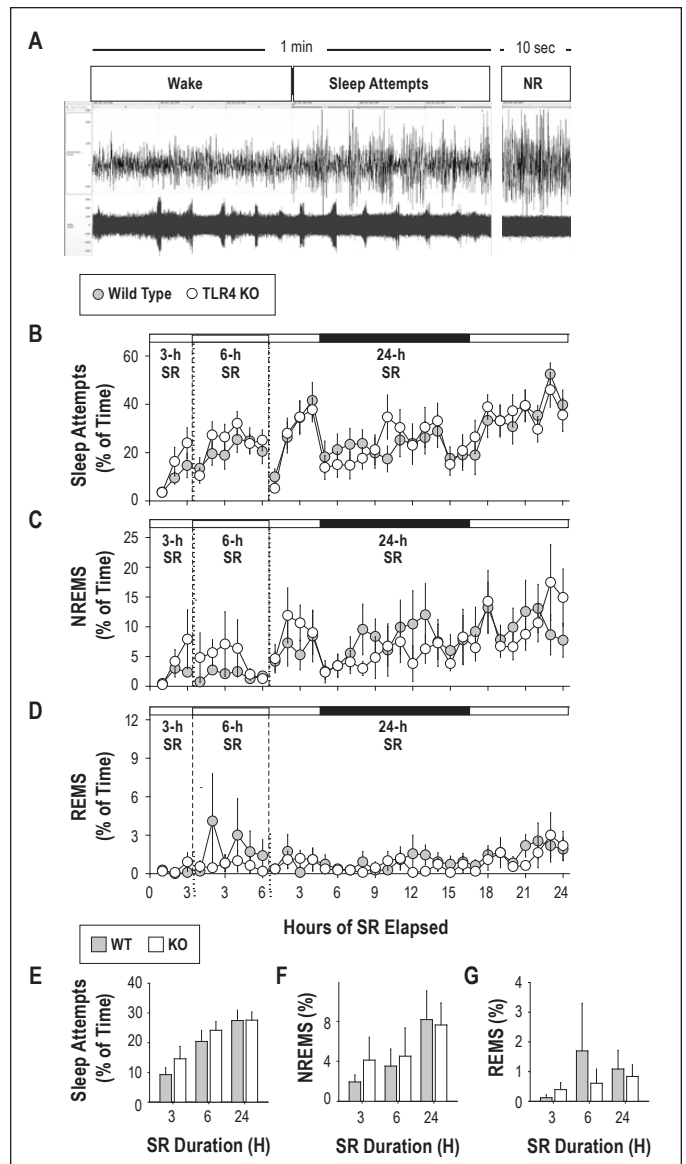 A
1 min
10 sec
Wake
Sleep Attempts
NR
Wild Type
TLR4 KO
B
Sleep Attempts
(% of Time)
60
40
20
0
3-h
SR
6-h
SR
24-h
SR
C
NREMS
(% of Time)
25
20
15
10
5
0
3-h
SR
6-h
SR
24-h
SR
D
REMS
(% of Time)
12
9
6
3
0
3-h
SR
6-h
SR
24-h
SR
0 3 3 6 3 6 9 12 15 18 21 24
Hours of SR Elapsed
WT
KO
E
Sleep Attempts
(% of Time)
40
30
20
10
0
3 6 24
SR Duration (H)
F
NREMS (%)
8
4
0
3 6 24
SR Duration (H)
G
REMS (%)
4
3
2
1
0
3 6 24
SR Duration (H)